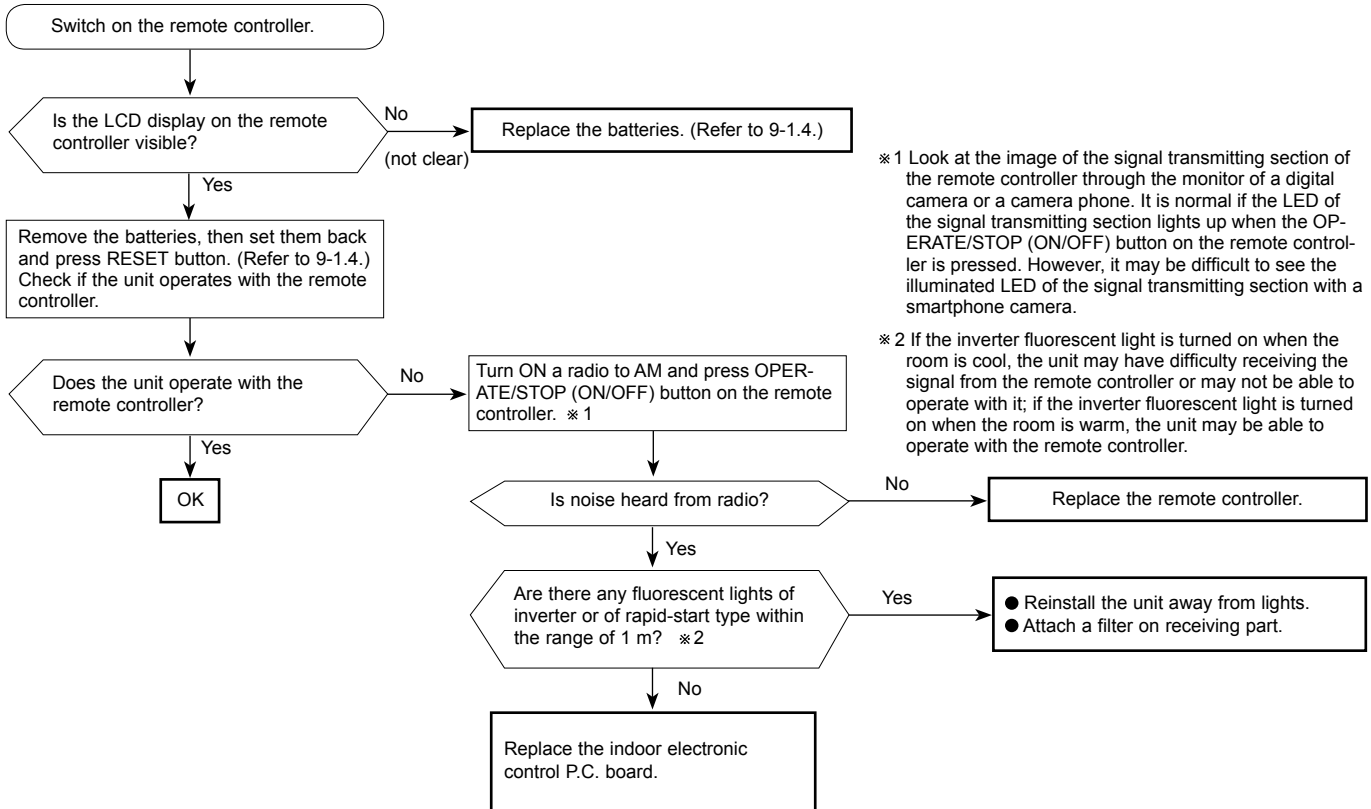 Switch on the remote controller.
Is the LCD display on the remote
controller visible?
No
(not clear)
Replace the batteries. (Refer to 9-1.4.)
Yes
Remove the batteries, then set them back
and press RESET button. (Refer to 9-1.4.)
Check if the unit operates with the remote
controller.
Does the unit operate with the
remote controller?
No
Yes
OK
Turn ON a radio to AM and press OPER-
ATE/STOP (ON/OFF) button on the remote
controller. ※1
Is noise heard from radio?
No
Replace the remote controller.
Yes
Are there any fluorescent lights of
inverter or of rapid-start type within
the range of 1 m? ※2
Yes
● Reinstall the unit away from lights.
● Attach a filter on receiving part.
No
Replace the indoor electronic
control P.C. board.
※1 Look at the image of the signal transmitting section of
the remote controller through the monitor of a digital
camera or a camera phone. It is normal if the LED of
the signal transmitting section lights up when the OP-
ERATE/STOP (ON/OFF) button on the remote control-
ler is pressed. However, it may be difficult to see the
illuminated LED of the signal transmitting section with a
smartphone camera.
※2 If the inverter fluorescent light is turned on when the
room is cool, the unit may have difficulty receiving the
signal from the remote controller or may not be able to
operate with it; if the inverter fluorescent light is turned
on when the room is warm, the unit may be able to
operate with the remote controller.